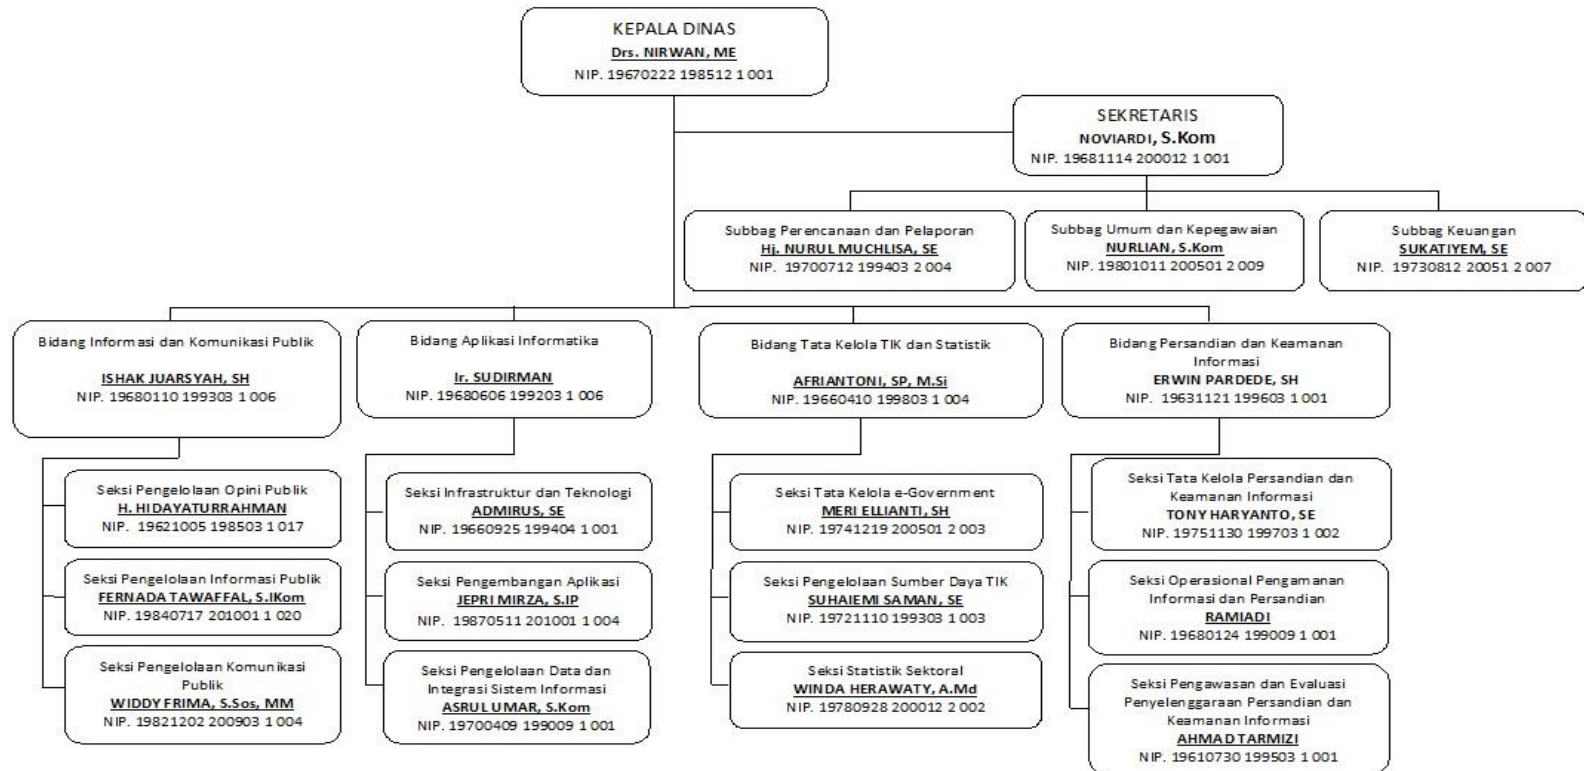 KEPALA DINAS
Drs. NIRWAN, ME
NIP. 19670222 198512 1 001
SEKRETARIS
NOVIARDI, S.Kom
NIP. 19681114 200012 1 001
Subbag Perencanaan dan Pelaporan
Hj. NURUL MUCHLISA, SE
NIP. 19700712 199403 2 004
Subbag Umum dan Kepegawaian
NURLIAN, S.Kom
NIP. 19801011 200501 2 009
Subbag Keuangan
SUKATIYEM, SE
NIP. 19730812 20051 2 007
Bidang Informasi dan Komunikasi Publik
ISHAK JUARSYAH, SH
NIP. 19680110 199303 1 006
Bidang Aplikasi Informatika
Ir. SUDIRMAN
NIP. 19680606 199203 1 006
Bidang Tata Kelola TIK dan Statistik
AFRIANTONI, SP, M.Si
NIP. 19660410 199803 1 004
Bidang Persandian dan Keamanan
Informasi
ERWIN PARDEDE, SH
NIP. 19631121 199603 1 001
Seksi Pengelolaan Opini Publik
H. HIDAYATURRAHMAN
NIP. 19621005 198503 1 017
Seksi Pengelolaan Informasi Publik
FERNADA TAWAFFAL, S.IKom
NIP. 19840717 201001 1 020
Seksi Pengelolaan Komunikasi
Publik
WIDDY FRIMA, S.Sos, MM
NIP. 19821202 200903 1 004
Seksi Infrastruktur dan Teknologi
ADMIRUS, SE
NIP. 19660925 199404 1 001
Seksi Pengembangan Aplikasi
JEPRI MIRZA, S.IP
NIP. 19870511 201001 1 004
Seksi Pengelolaan Data dan
Integrasi Sistem Informasi
ASRUL UMAR, S.Kom
NIP. 19700409 199009 1 001
Seksi Tata Kelola e-Government
MERI ELLIANTI, SH
NIP. 19741219 200501 2 003
Seksi Pengelolaan Sumber Daya TIK
SUHAIEMI SAMAN, SE
NIP. 19721110 199303 1 003
Seksi Statistik Sektoral
WINDA HERAWATY, A.Md
NIP. 19780928 200012 2 002
Seksi Tata Kelola Persandian dan
Keamanan Informasi
TONY HARYANTO, SE
NIP. 19751130 199703 1 002
Seksi Operasional Pengamanan
Informasi dan Persandian
RAMIADI
NIP. 19680124 199009 1 001
Seksi Pengawasan dan Evaluasi
Penyelenggaraan Persandian dan
Keamanan Informasi
AHMAD TARMIZI
NIP. 19610730 199503 1 001